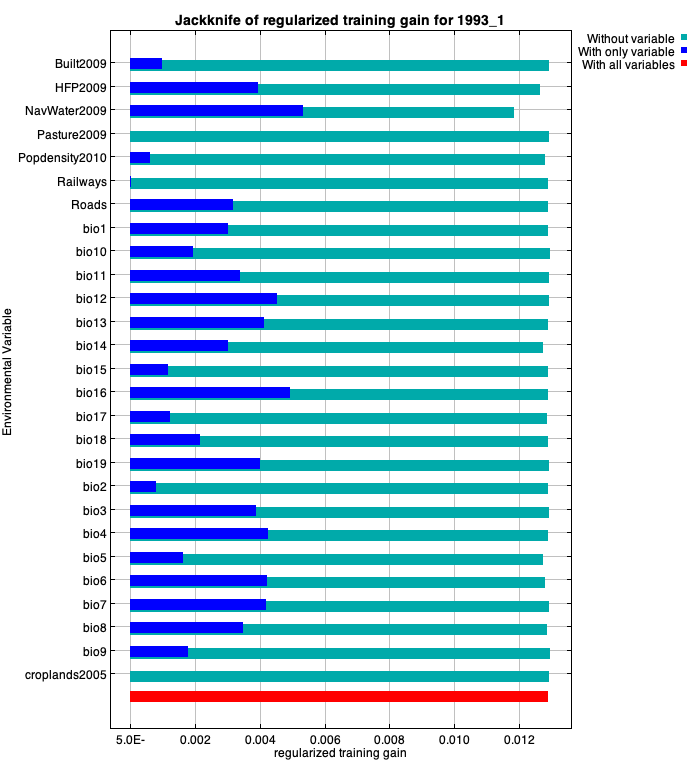 Jackknife of regularized training gain for 1993_1
Without variable
With only variable
With all variables
Environmental Variable
Built2009
HFP2009
NavWater2009
Pasture2009
Popdensity2010
Railways
Roads
bio1
bio10
bio11
bio12
bio13
bio14
bio15
bio16
bio17
bio18
bio19
bio2
bio3
bio4
bio5
bio6
bio7
bio8
bio9
croplands2005
5.0E- 0.002 0.004 0.006 0.008 0.010 0.012
regularized training gain